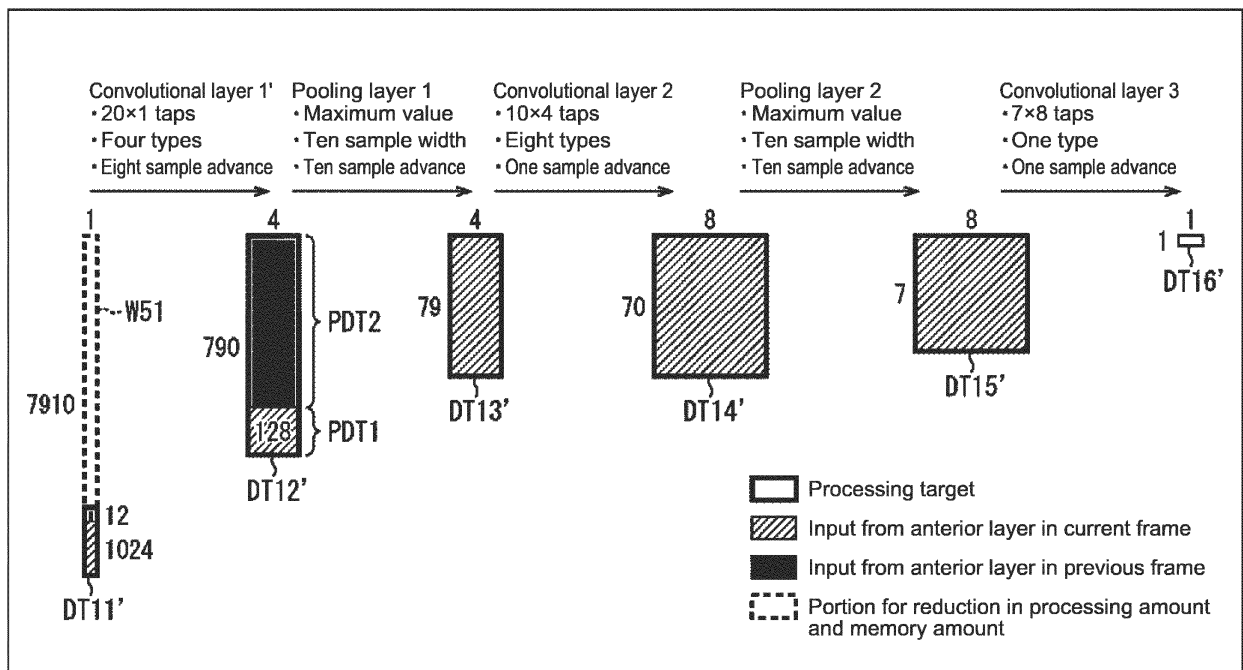 Convolutional layer 1'
・20×1 taps
・Four types
・Eight sample advance
Pooling layer 1
・Maximum value
・Ten sample width
・Ten sample advance
Convolutional layer 2
・10×4 taps
・Eight types
・One sample advance
Pooling layer 2
・Maximum value
・Ten sample width
・Ten sample advance
Convolutional layer 3
・7×8 taps
・One type
・One sample advance
1
4
4
8
8
1
1
W51
7910
12
1024
DT11'
790
128
PDT2
PDT1
DT12'
79
DT13'
70
DT14'
7
DT15'
DT16'
Processing target
Input from anterior layer in current frame
Input from anterior layer in previous frame
Portion for reduction in processing amount
and memory amount